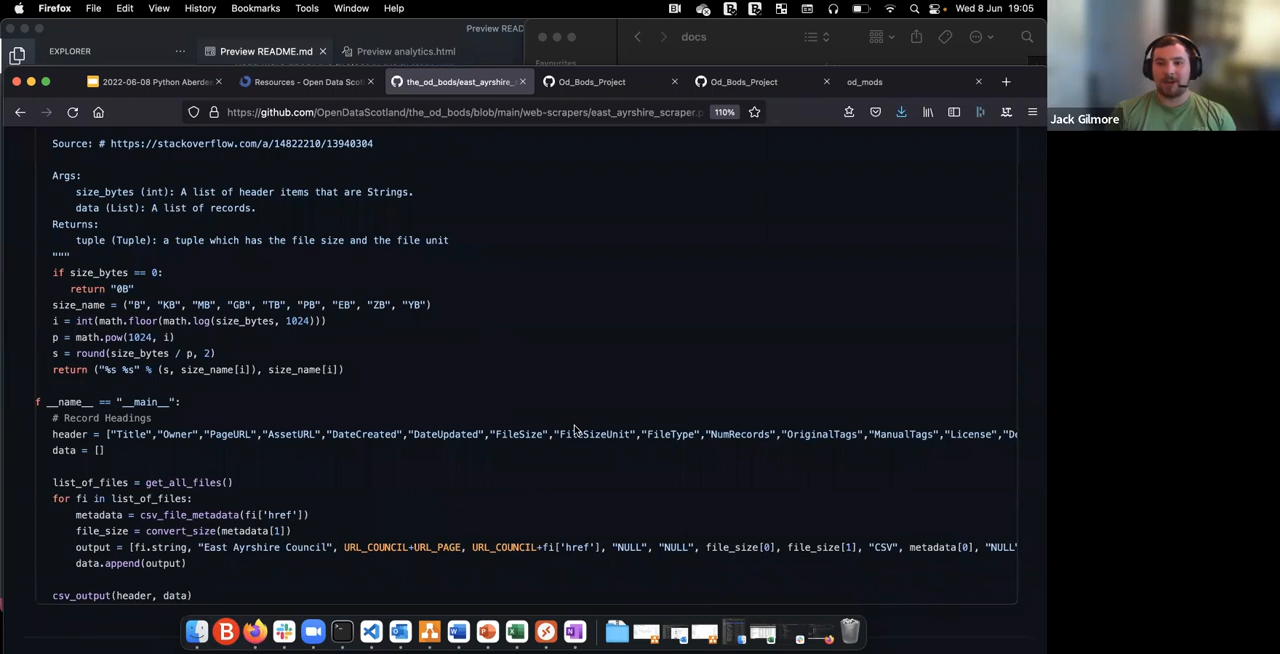 Firefox File Edit View History Bookmarks Tools Window Help Wed 8 Jun 19:05
Preview READ
EXPLORER ··· Preview README.md Preview analytics.html docs
Favourites
2022-06-08 Python Aberde Resources - Open Data Scot the_od_bods/east_ayrshire_s Od_Bods_Project Od_Bods_Project od_mods
https://github.com/OpenDataScotland/the_od_bods/blob/main/web-scrapers/east_ayrshire_scraper.p 110%
Jack Gilmore
Source: # https://stackoverflow.com/a/14822210/13940304
Args:
size_bytes (int): A list of header items that are Strings.
data (List): A list of records.
Returns:
tuple (Tuple): a tuple which has the file size and the file unit
"""
if size_bytes == 0:
return "0B"
size_name = ("B", "KB", "MB", "GB", "TB", "PB", "EB", "ZB", "YB")
i = int(math.floor(math.log(size_bytes, 1024)))
p = math.pow(1024, i)
s = round(size_bytes / p, 2)
return ("%s %s" % (s, size_name[i]), size_name[i])
f __name__ == "__main__":
# Record Headings
header = ["Title","Owner","PageURL","AssetURL","DateCreated","DateUpdated","FileSize","FileSizeUnit","FileType","NumRecords","OriginalTags","ManualTags","License","De
data = []
list_of_files = get_all_files()
for fi in list_of_files:
metadata = csv_file_metadata(fi['href'])
file_size = convert_size(metadata[1])
output = [fi.string, "East Ayrshire Council", URL_COUNCIL+URL_PAGE, URL_COUNCIL+fi['href'], "NULL", "NULL", file_size[0], file_size[1], "CSV", metadata[0], "NULL"
data.append(output)
csv_output(header, data)